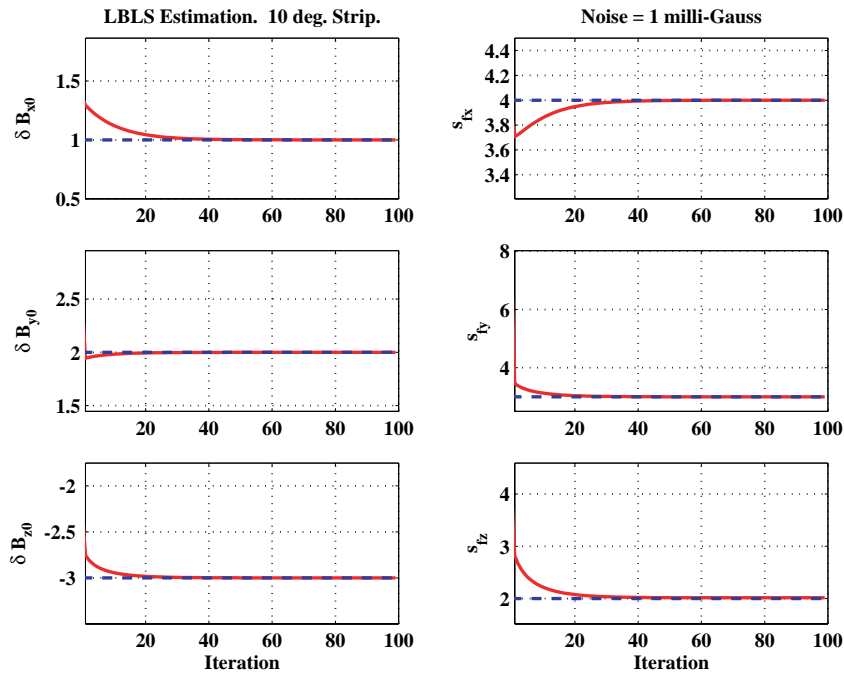 LBLS Estimation. 10 deg. Strip.
Noise = 1 milli-Gauss
δ B_x0
1.5
1
0.5
20 40 60 80 100
s_fx
4.4
4.2
4
3.8
3.6
3.4
20 40 60 80 100
δ B_y0
2.5
2
1.5
20 40 60 80 100
s_fy
8
6
4
20 40 60 80 100
δ B_z0
-2
-2.5
-3
20 40 60 80 100
Iteration
s_fz
4
3
2
20 40 60 80 100
Iteration